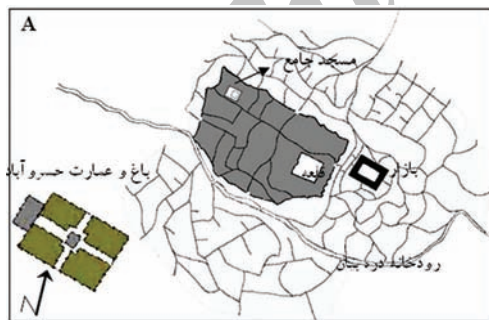 A
مسجد جامع
باغ و عمارت خسرو آباد
قلعه
بازار
رودخانه دره بیان
N